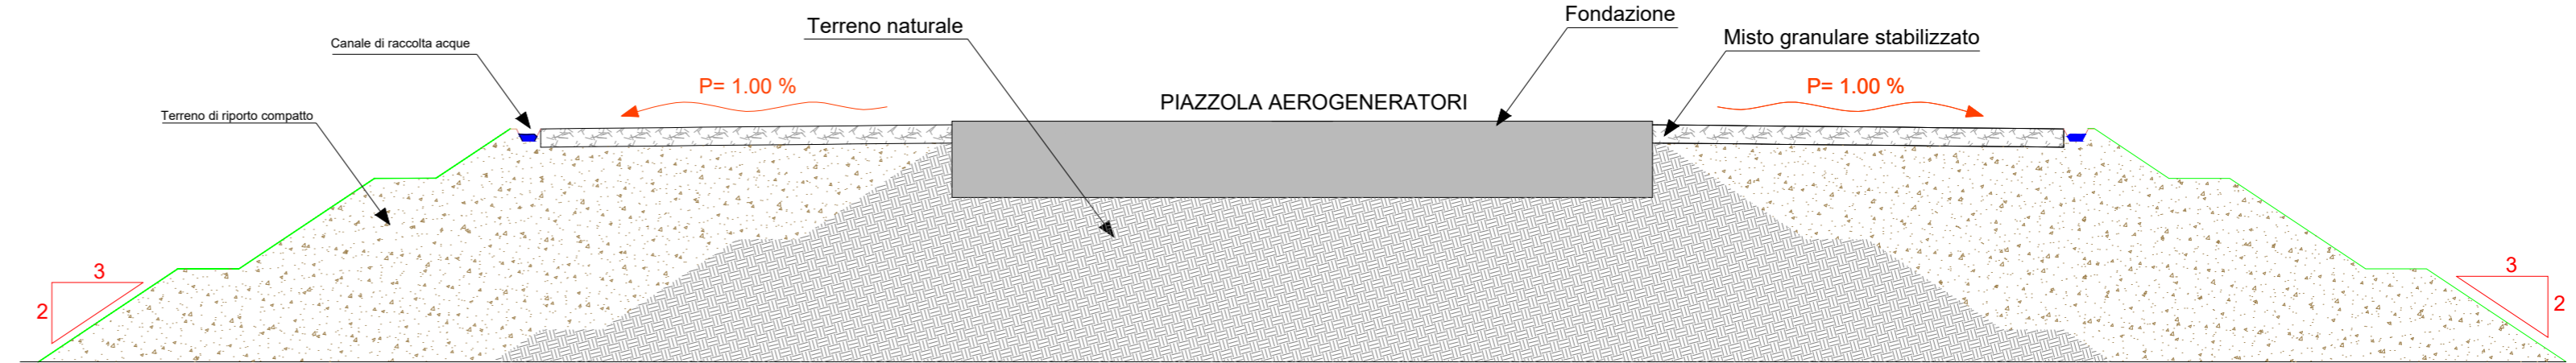 Fondazione
Terreno naturale
Misto granulare stabilizzato
Canale di raccolta acque
P= 1.00 %
P= 1.00 %
PIAZZOLA AEROGENERATORI
Terreno di riporto compatto
3
2
3
2